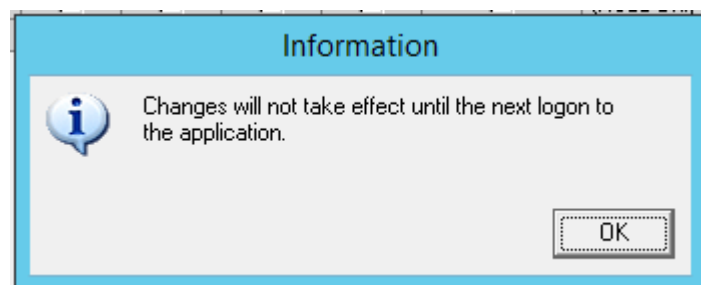 Information
Changes will not take effect until the next logon to
the application.
OK